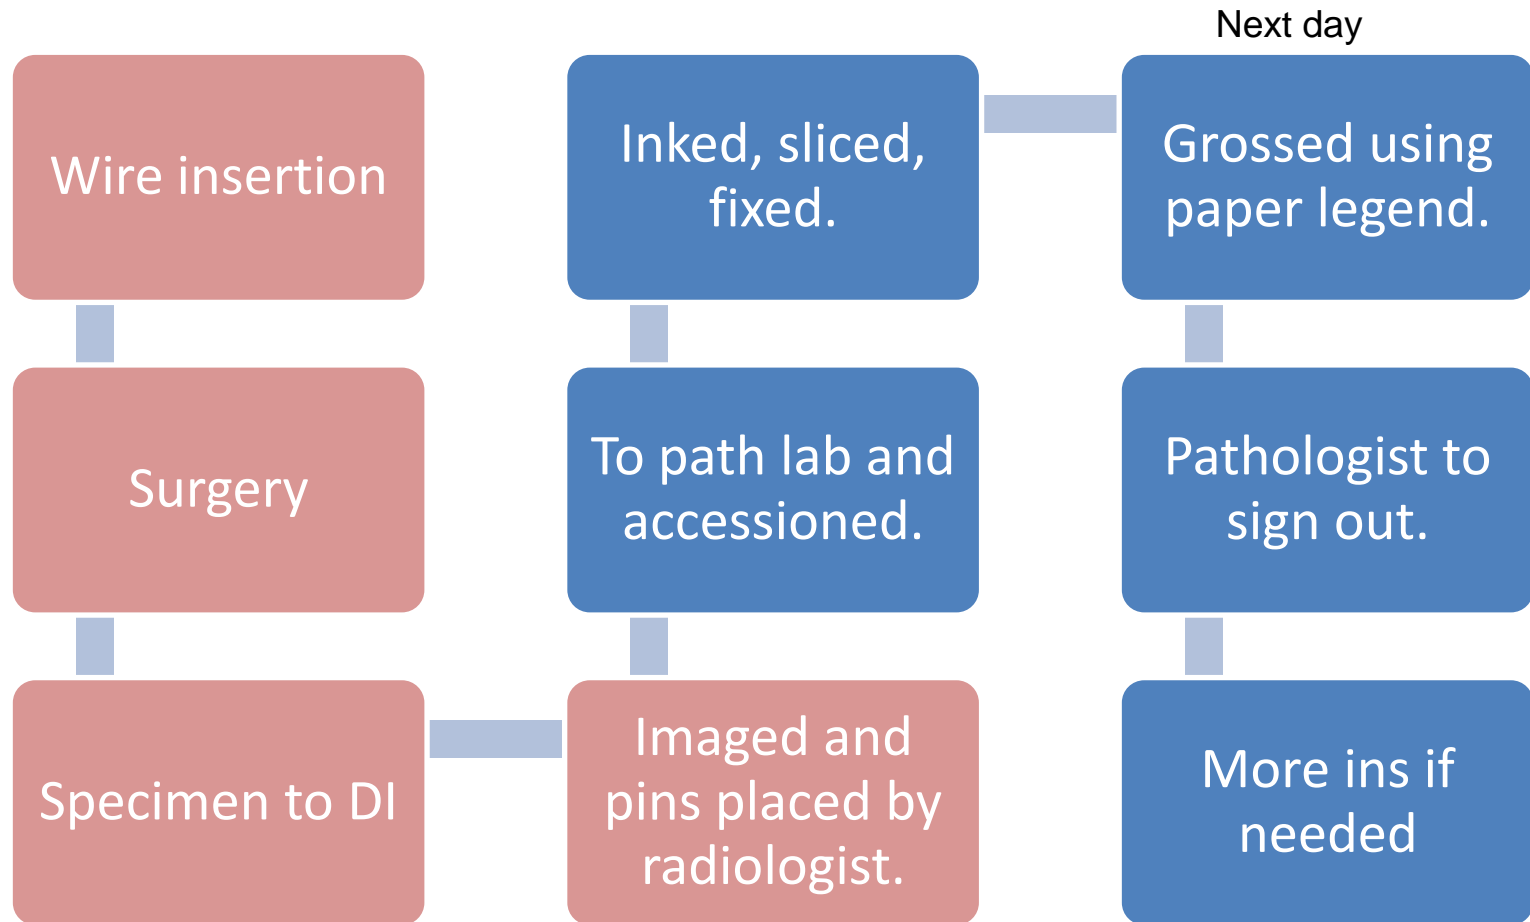 Wire insertion
Surgery
Specimen to DI
Imaged and
pins placed by
radiologist.
To path lab and
accessioned.
Inked, sliced,
fixed.
Next day
Grossed using
paper legend.
Pathologist to
sign out.
More ins if
needed